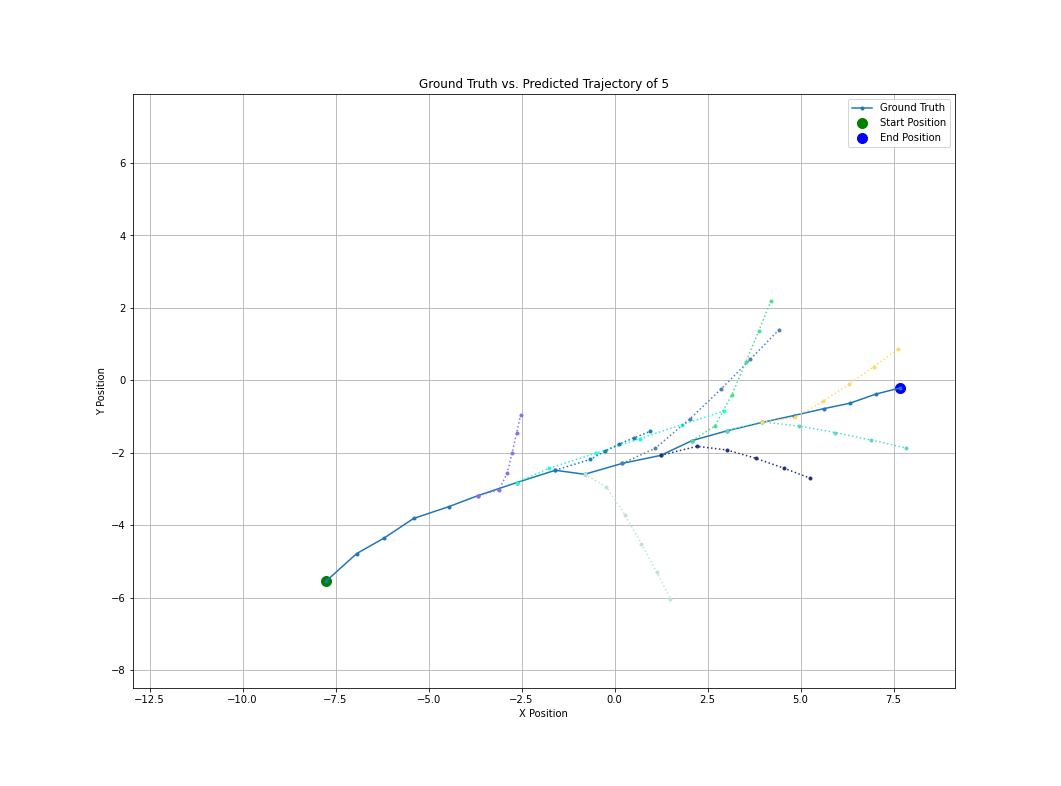 Ground Truth vs. Predicted Trajectory of 5
Ground Truth
Start Position
End Position
6
4
2
0
−2
−4
−6
−8
Y Position
−12.5 −10.0 −7.5 −5.0 −2.5 0.0 2.5 5.0 7.5
X Position